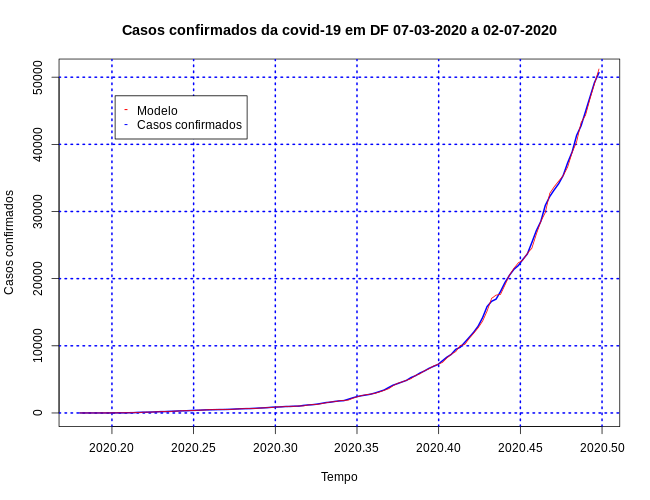 Casos confirmados da covid-19 em DF 07-03-2020 a 02-07-2020
Casos confirmados
50000
40000
30000
20000
10000
0
Modelo
Casos confirmados
2020.20 2020.25 2020.30 2020.35 2020.40 2020.45 2020.50
Tempo